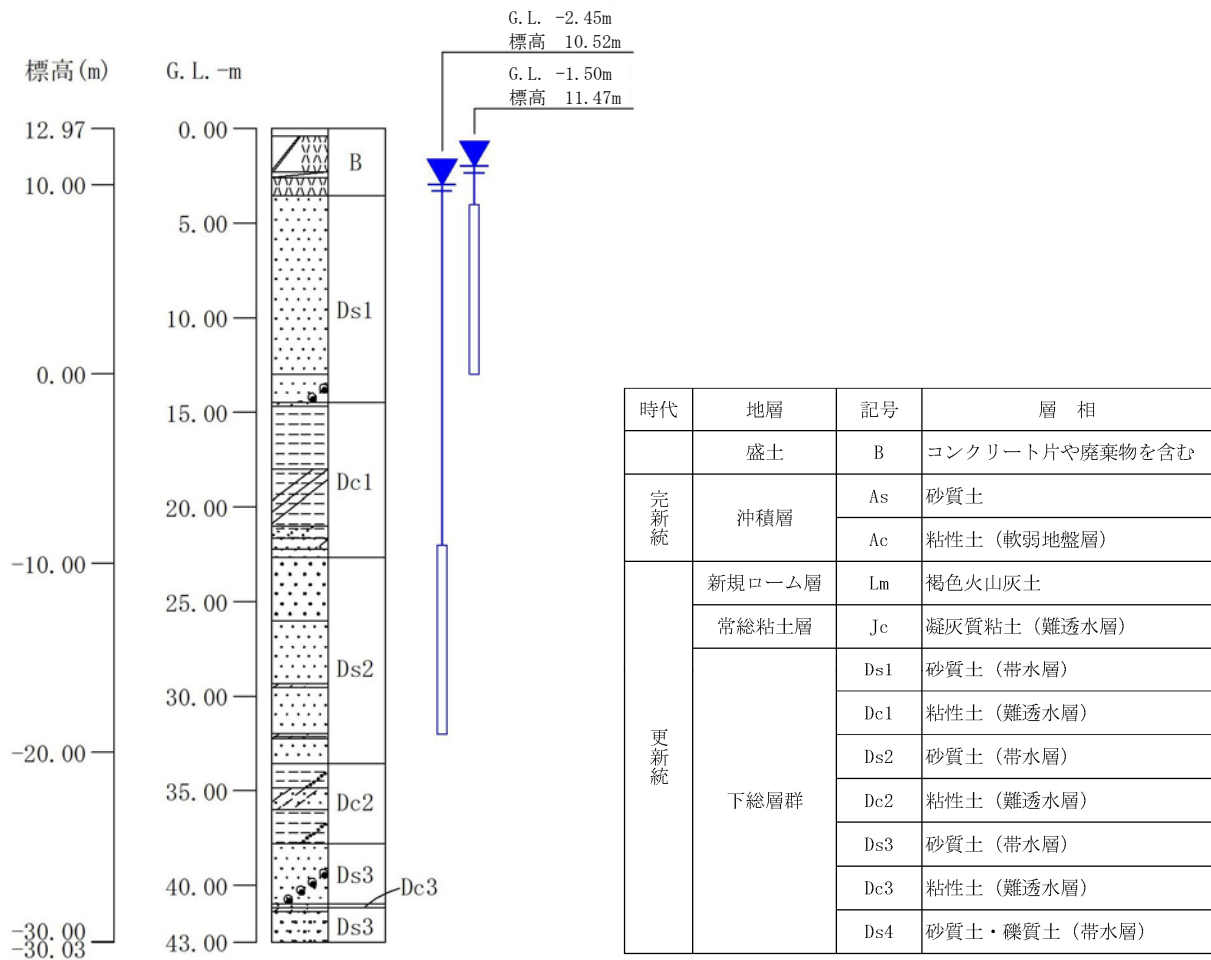 G.L. -2.45m
標高 10.52m
G.L. -1.50m
標高 11.47m
標高(m)
G.L.-m
12.97
10.00
0.00
-10.00
-20.00
-30.00
-30.03
0.00
5.00
10.00
15.00
20.00
25.00
30.00
35.00
40.00
43.00
B
Ds1
Dc1
Ds2
Dc2
Ds3
Dc3
Ds3
時代 地層 記号 層 相
盛土 B コンクリート片や廃棄物を含む
完新統 沖積層 As 砂質土
Ac 粘性土（軟弱地盤層）
更新統 新規ローム層 Lm 褐色火山灰土
常総粘土層 Jc 凝灰質粘土（難透水層）
下総層群 Ds1 砂質土（帯水層）
Dc1 粘性土（難透水層）
Ds2 砂質土（帯水層）
Dc2 粘性土（難透水層）
Ds3 砂質土（帯水層）
Dc3 粘性土（難透水層）
Ds4 砂質土・礫質土（帯水層）